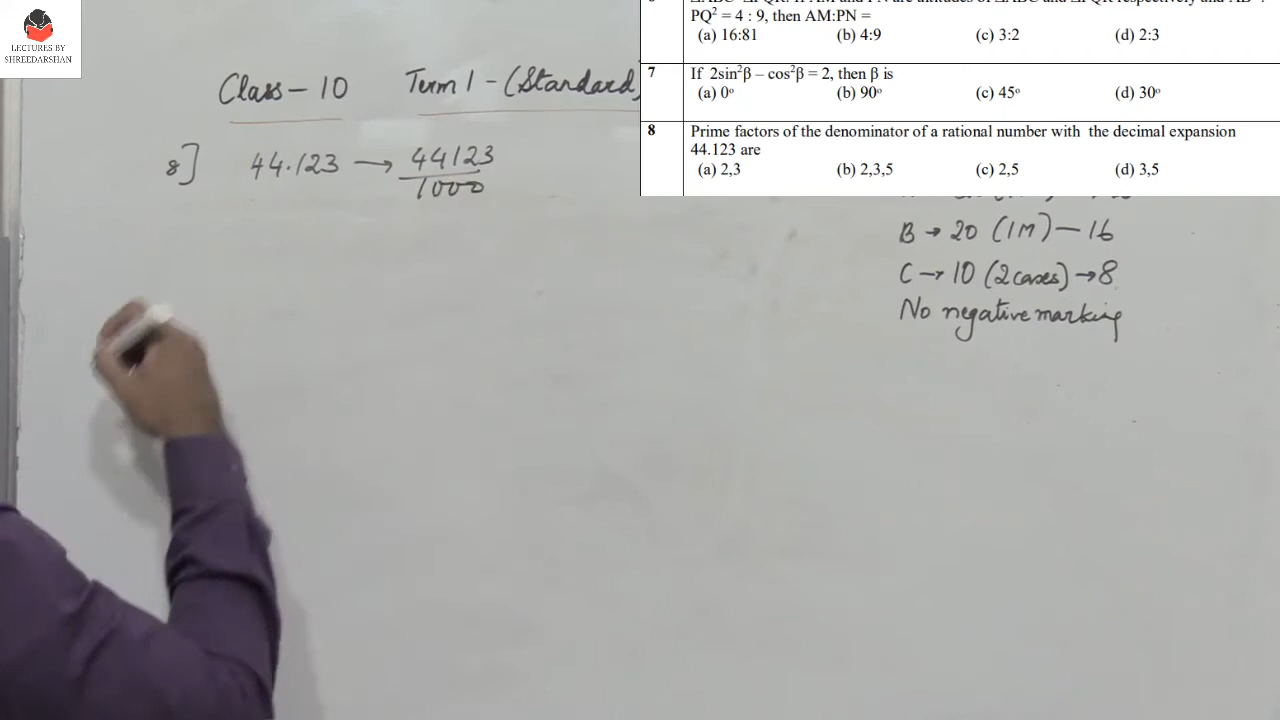 LECTURES BY
SHREEDARSHAN
Class - 10 Term 1 - (Standard)
8] 44.123 → 44123
1000
PQ² = 4 : 9, then AM:PN =
(a) 16:81 (b) 4:9 (c) 3:2 (d) 2:3
7 If 2sin²β – cos²β = 2, then β is
(a) 0° (b) 90° (c) 45° (d) 30°
8 Prime factors of the denominator of a rational number with the decimal expansion
44.123 are
(a) 2,3 (b) 2,3,5 (c) 2,5 (d) 3,5
B → 20 (1M) — 16
C → 10 (2 cases) → 8
No negative marking